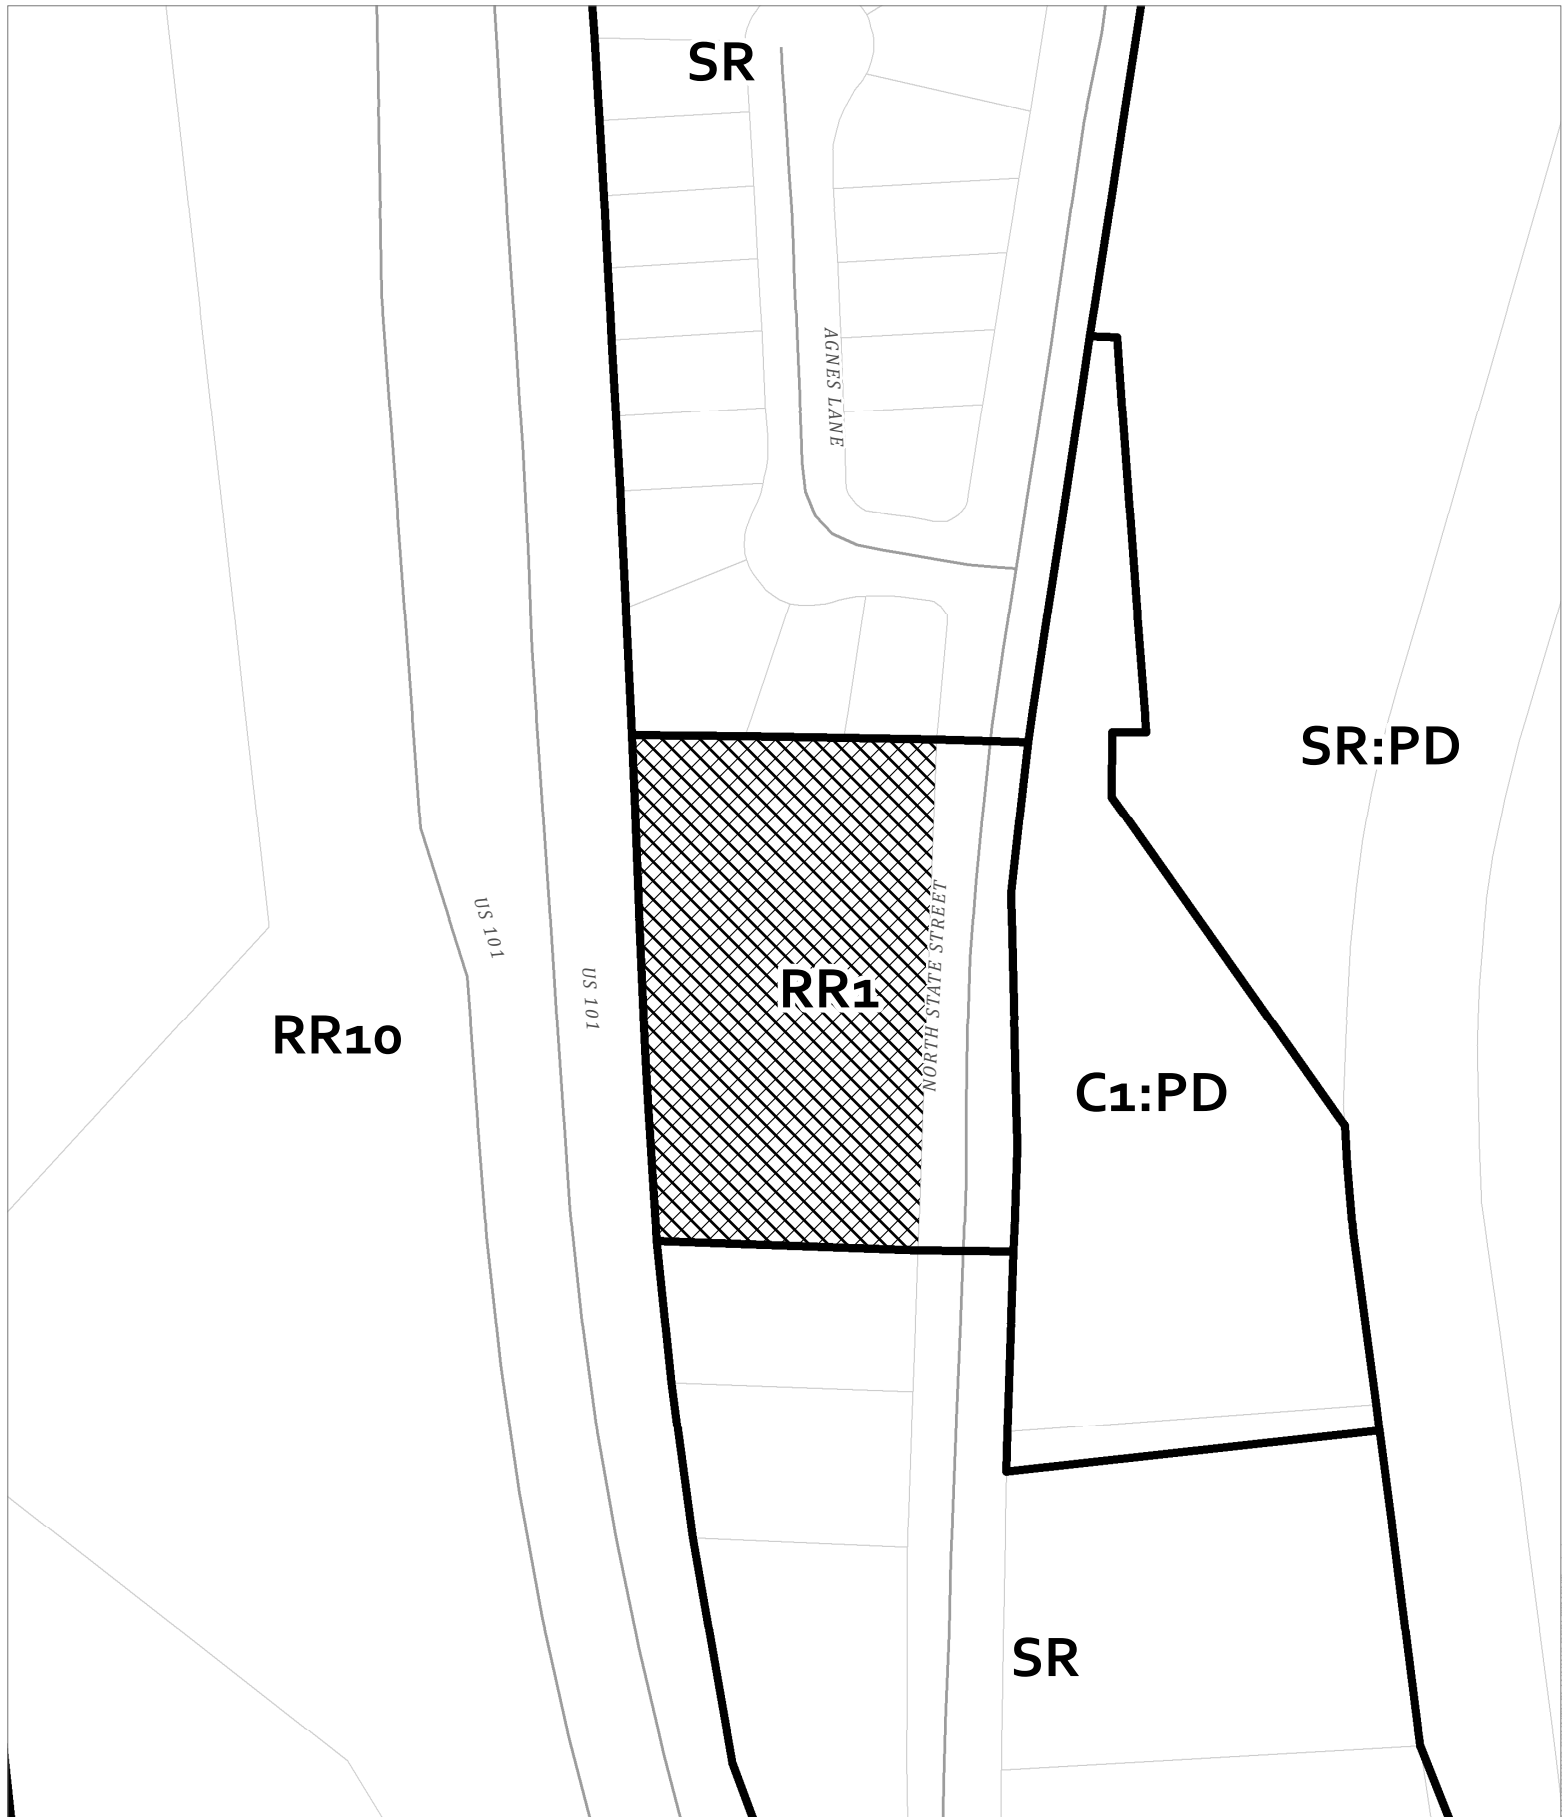 SR
AGNES LANE
SR:PD
US 101
US 101
NORTH STATE STREET
RR1
RR10
C1:PD
SR